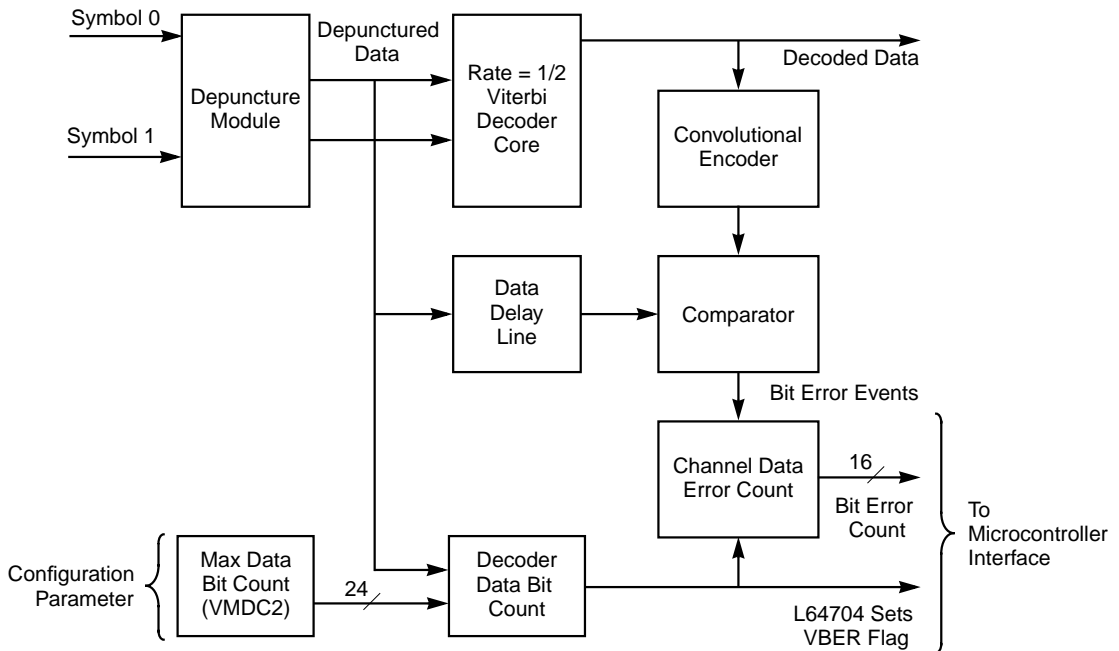 Symbol 0
Symbol 1
Depuncture
Module
Depunctured
Data
Rate = 1/2
Viterbi
Decoder
Core
Decoded Data
Convolutional
Encoder
Data
Delay
Line
Comparator
Bit Error Events
Channel Data
Error Count
16
Bit Error
Count
To
Microcontroller
Interface
Configuration
Parameter
Max Data
Bit Count
(VMDC2)
24
Decoder
Data Bit
Count
L64704 Sets
VBER Flag